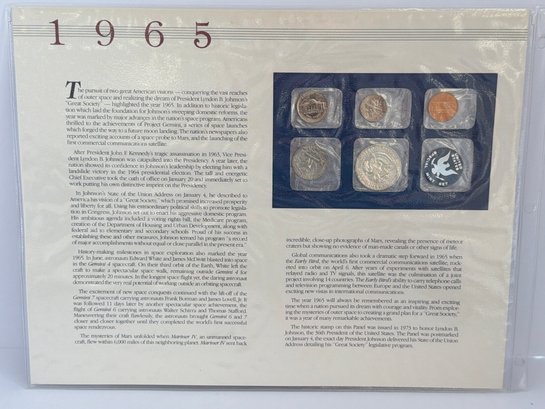 1965
The pursuit of two great American visions — conquering the vast reaches
of outer space and realizing the dream of President Lyndon B. Johnson's
"Great Society" — highlighted the year 1965. In addition to historic legisla-
tion which laid the foundation for Johnson's sweeping domestic reforms, the
year was marked by major advances in the nation's space program. Americans
thrilled to the achievements of Project Gemini, a series of space launches
which forged the way to a future moon landing. The nation's newspapers also
reported exciting accounts of space probe to Mars, and the launching of the
first commercial communications satellite.
After President John F. Kennedy's tragic assassination in 1963, Vice Presi-
dent Lyndon B. Johnson was catapulted into the Presidency. A year later, the
nation showed its confidence in Johnson's leadership by electing him with a
landslide victory in the 1964 presidential election. The tall and energetic
Chief Executive took the oath of office on January 20 and immediately set to
work putting his own distinctive imprint on the Presidency.
In Johnson's State of the Union Address on January 4, he described to
America his vision of a "Great Society," which promised increased prosperity
and liberty for all. Using his extraordinary political skills to promote legisla-
tion in Congress, Johnson set out to enact his aggressive domestic program.
His ambitious agenda included a voting rights bill, the Medicare program,
creation of the Department of Housing and Urban Development, along with
federal aid to elementary and secondary schools. Proud of his success in
establishing these and other measures, Johnson termed his program "a record
of major accomplishments without equal or close parallel in the present era."
History-making milestones in space exploration also marked the year
1965. In June, astronauts Edward White and James McDivitt blasted into space
in the Gemini 4 spacecraft. On their third orbit of the Earth, White left the
craft to make a spectacular space walk, remaining outside Gemini 4 for
approximately 20 minutes. In the longest space flight yet, the daring astronauts
demonstrated the very real potential of working outside an orbiting spacecraft.
The excitement of new space conquests continued with the lift off of the
Gemini 7 spacecraft carrying astronauts Frank Borman and James Lovell, Jr. It
was followed 11 days later by another spectacular space achievement, the
flight of Gemini 6 carrying astronauts Walter Schirra and Thomas Stafford.
Maneuvering their craft flawlessly, the astronauts brought Gemini 6 and 7
closer and closer together until they completed the world's first successful
space rendezvous.
The mysteries of Mars unfolded when Mariner IV, an unmanned space-
craft, flew within 6,000 miles of this neighboring planet. Mariner IV sent back
incredible, close-up photographs of Mars, revealing the presence of meteor
craters but showing no evidence of man-made canals or other signs of life.
Global communications also took a dramatic leap forward in 1965 when
the Early Bird, the world's first commercial communications satellite, rock-
eted into orbit on April 6. After years of experiments with satellites that
relayed radio and TV signals, this satellite was the culmination of a joint
project involving 14 countries. The Early Bird's ability to carry telephone calls
and television programming between Europe and the United States opened
exciting new vistas in international communications.
The year 1965 will always be remembered as an inspiring and exciting
time when a nation pursued its dream with courage and vitality. From explor-
ing the mysteries of outer space to creating a grand plan for a "Great Society,"
it was a year of many remarkable achievements.
The historic stamp on this Panel was issued in 1973 to honor Lyndon B.
Johnson, the 36th President of the United States. The Panel was postmarked
on January 4, the exact day President Johnson delivered his State of the Union
Address detailing his "Great Society" legislative program.